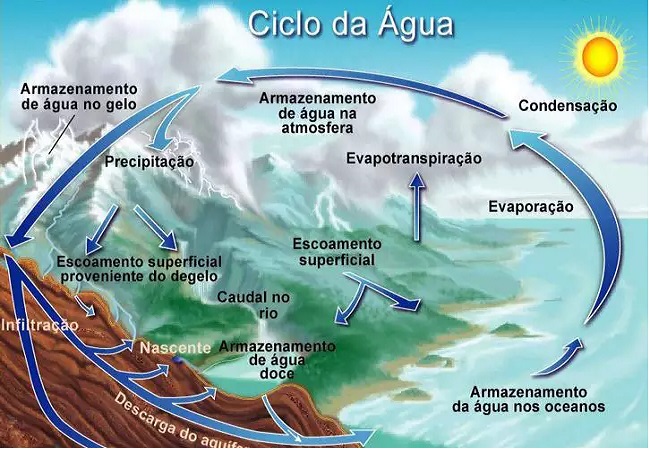 Ciclo da Água
Armazenamento
de água no gelo
Armazenamento
de água na
atmosfera
Condensação
Precipitação
Evapotranspiração
Evaporação
Escoamento superficial
proveniente do degelo
Escoamento
superficial
Caudal no
rio
Infiltração
Nascente
Armazenamento
de água
doce
Armazenamento
da água nos oceanos
Descarga do aquífe